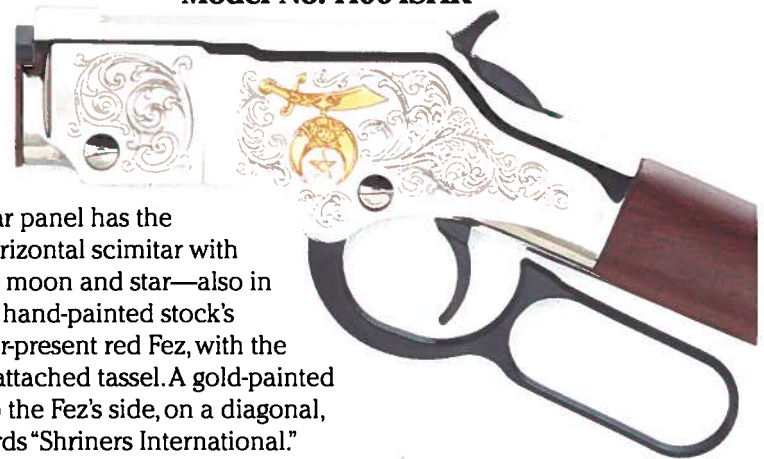 ar panel has the
rizontal scimitar with
moon and star—also in
hand-painted stock's
r-present red Fez, with the
attached tassel. A gold-painted
the Fez's side, on a diagonal,
rds "Shriners International."